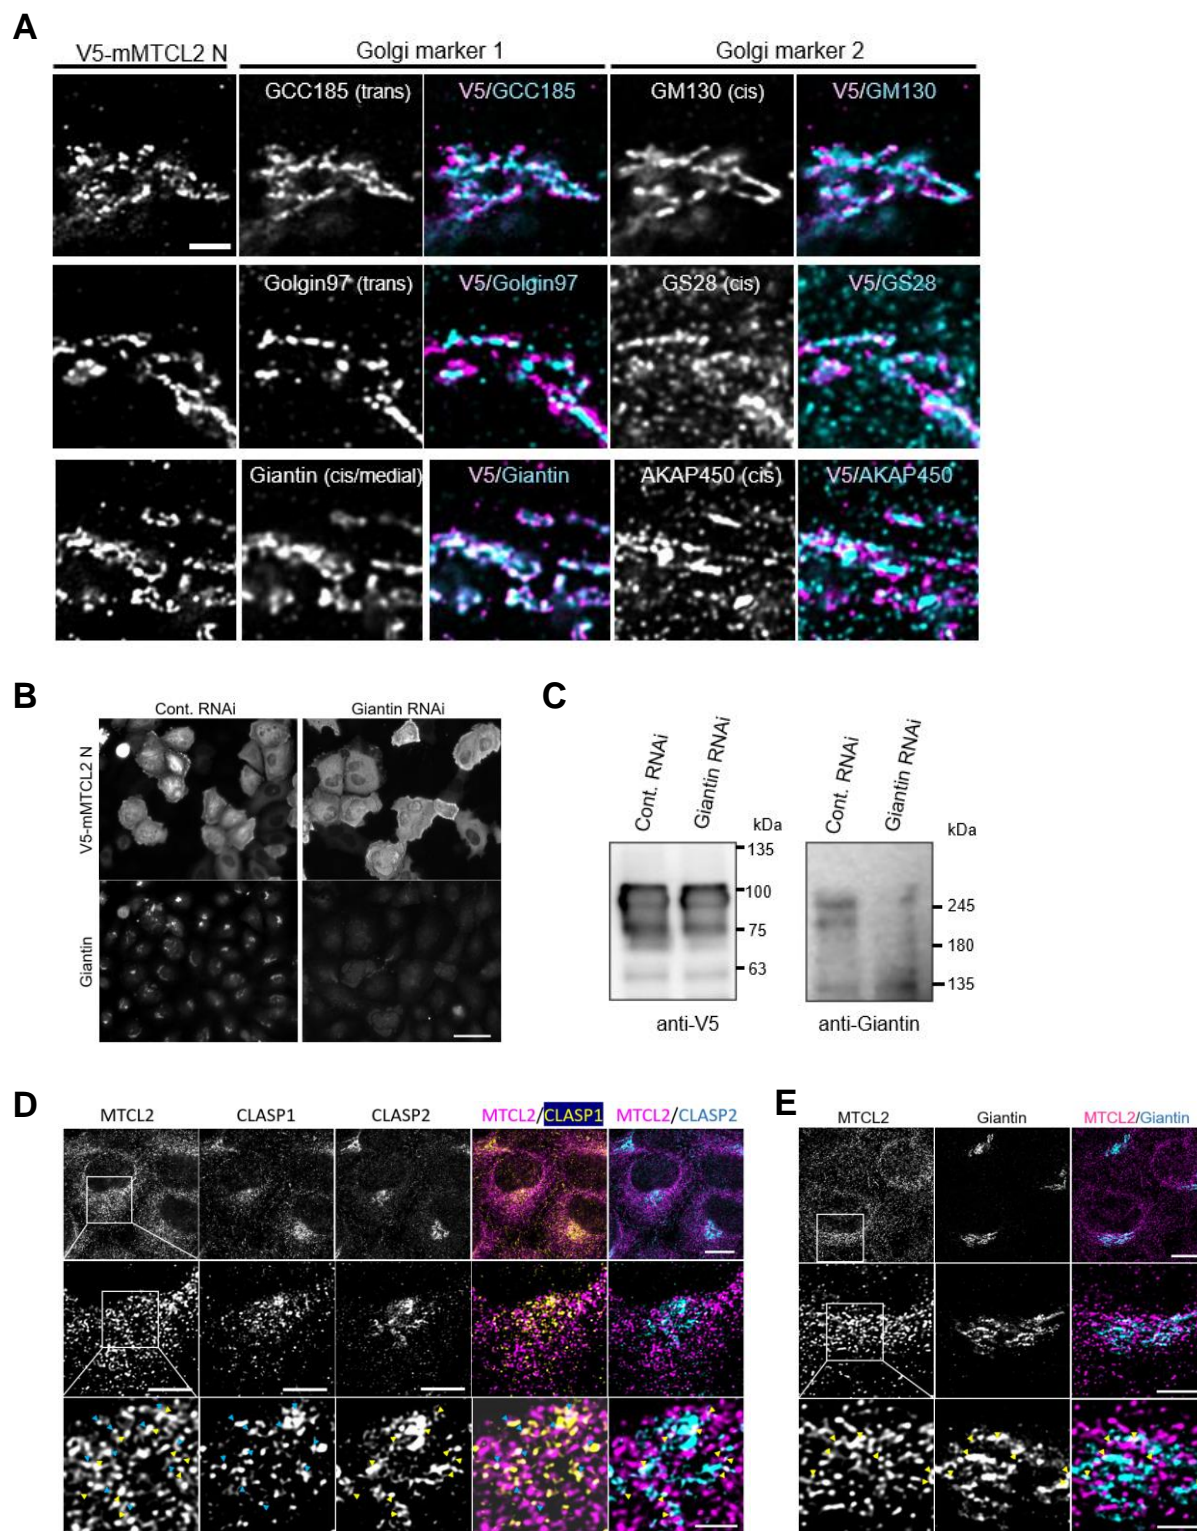 A
V5-mMTCL2 N
Golgi marker 1
Golgi marker 2
GCC185 (trans)
V5/GCC185
GM130 (cis)
V5/GM130
Golgin97 (trans)
V5/Golgin97
GS28 (cis)
V5/GS28
Giantin (cis/medial)
V5/Giantin
AKAP450 (cis)
V5/AKAP450
B
Cont. RNAi
Giantin RNAi
V5-mMTCL2 N
Giantin
C
Cont. RNAi
Giantin RNAi
kDa
135
100
75
63
anti-V5
Cont. RNAi
Giantin RNAi
kDa
245
180
135
anti-Giantin
D
MTCL2
CLASP1
CLASP2
MTCL2/CLASP1
MTCL2/CLASP2
E
MTCL2
Giantin
MTCL2/Giantin